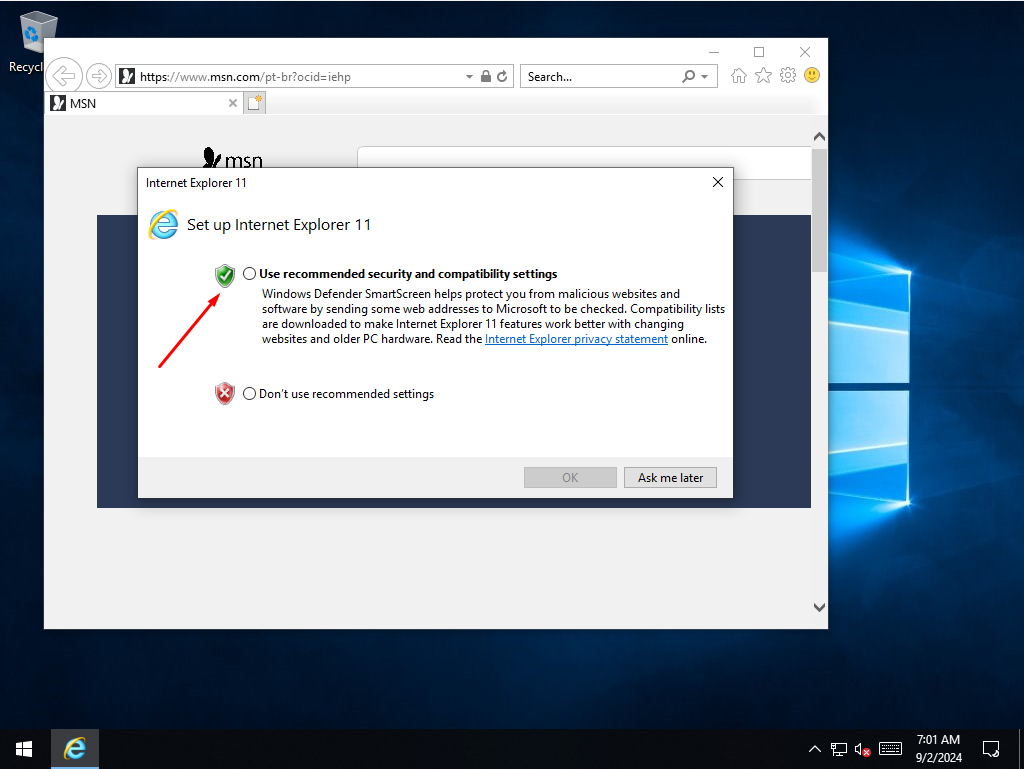 Recycl
https://www.msn.com/pt-br?ocid=iehp
Search...
MSN
msn
Internet Explorer 11
Set up Internet Explorer 11
Use recommended security and compatibility settings
Windows Defender SmartScreen helps protect you from malicious websites and
software by sending some web addresses to Microsoft to be checked. Compatibility lists
are downloaded to make Internet Explorer 11 features work better with changing
websites and older PC hardware. Read the Internet Explorer privacy statement online.
Don't use recommended settings
OK
Ask me later
7:01 AM
9/2/2024